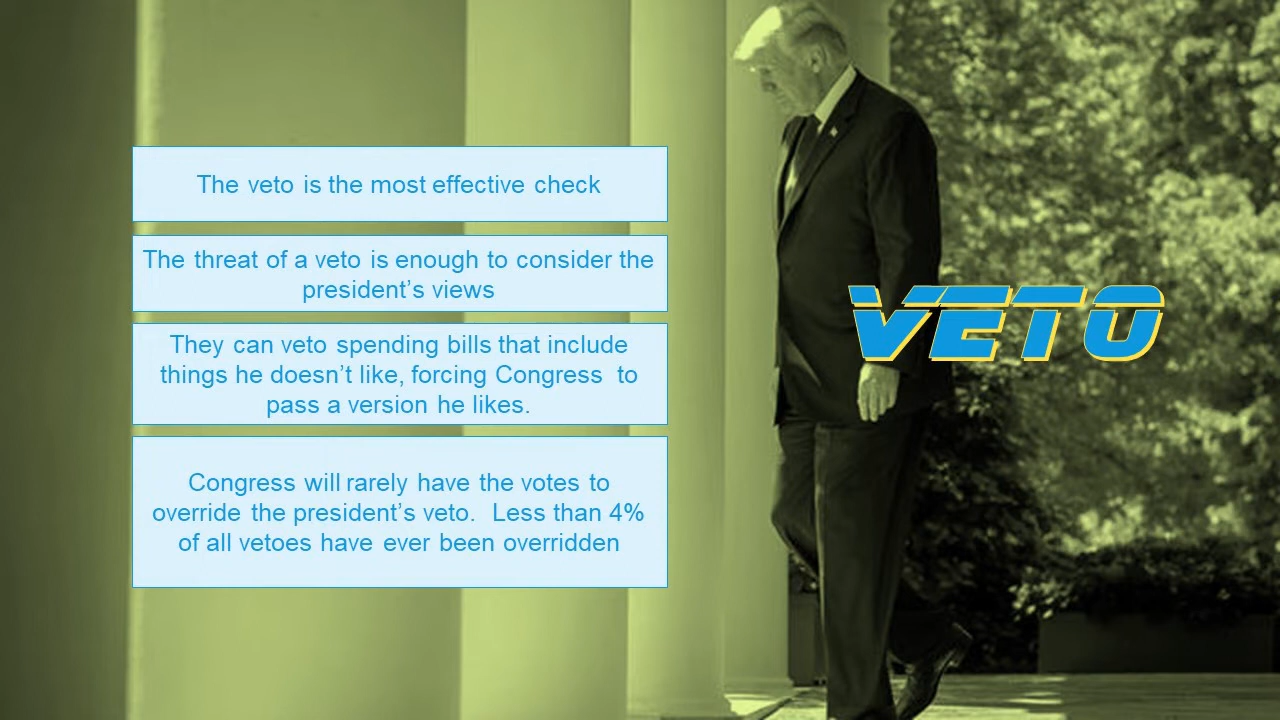 The veto is the most effective check
The threat of a veto is enough to consider the
president’s views
They can veto spending bills that include
things he doesn’t like, forcing Congress  to
pass a version he likes.
Congress will rarely have the votes to
override the president’s veto.  Less than 4%
of all vetoes have ever been overridden
VETO